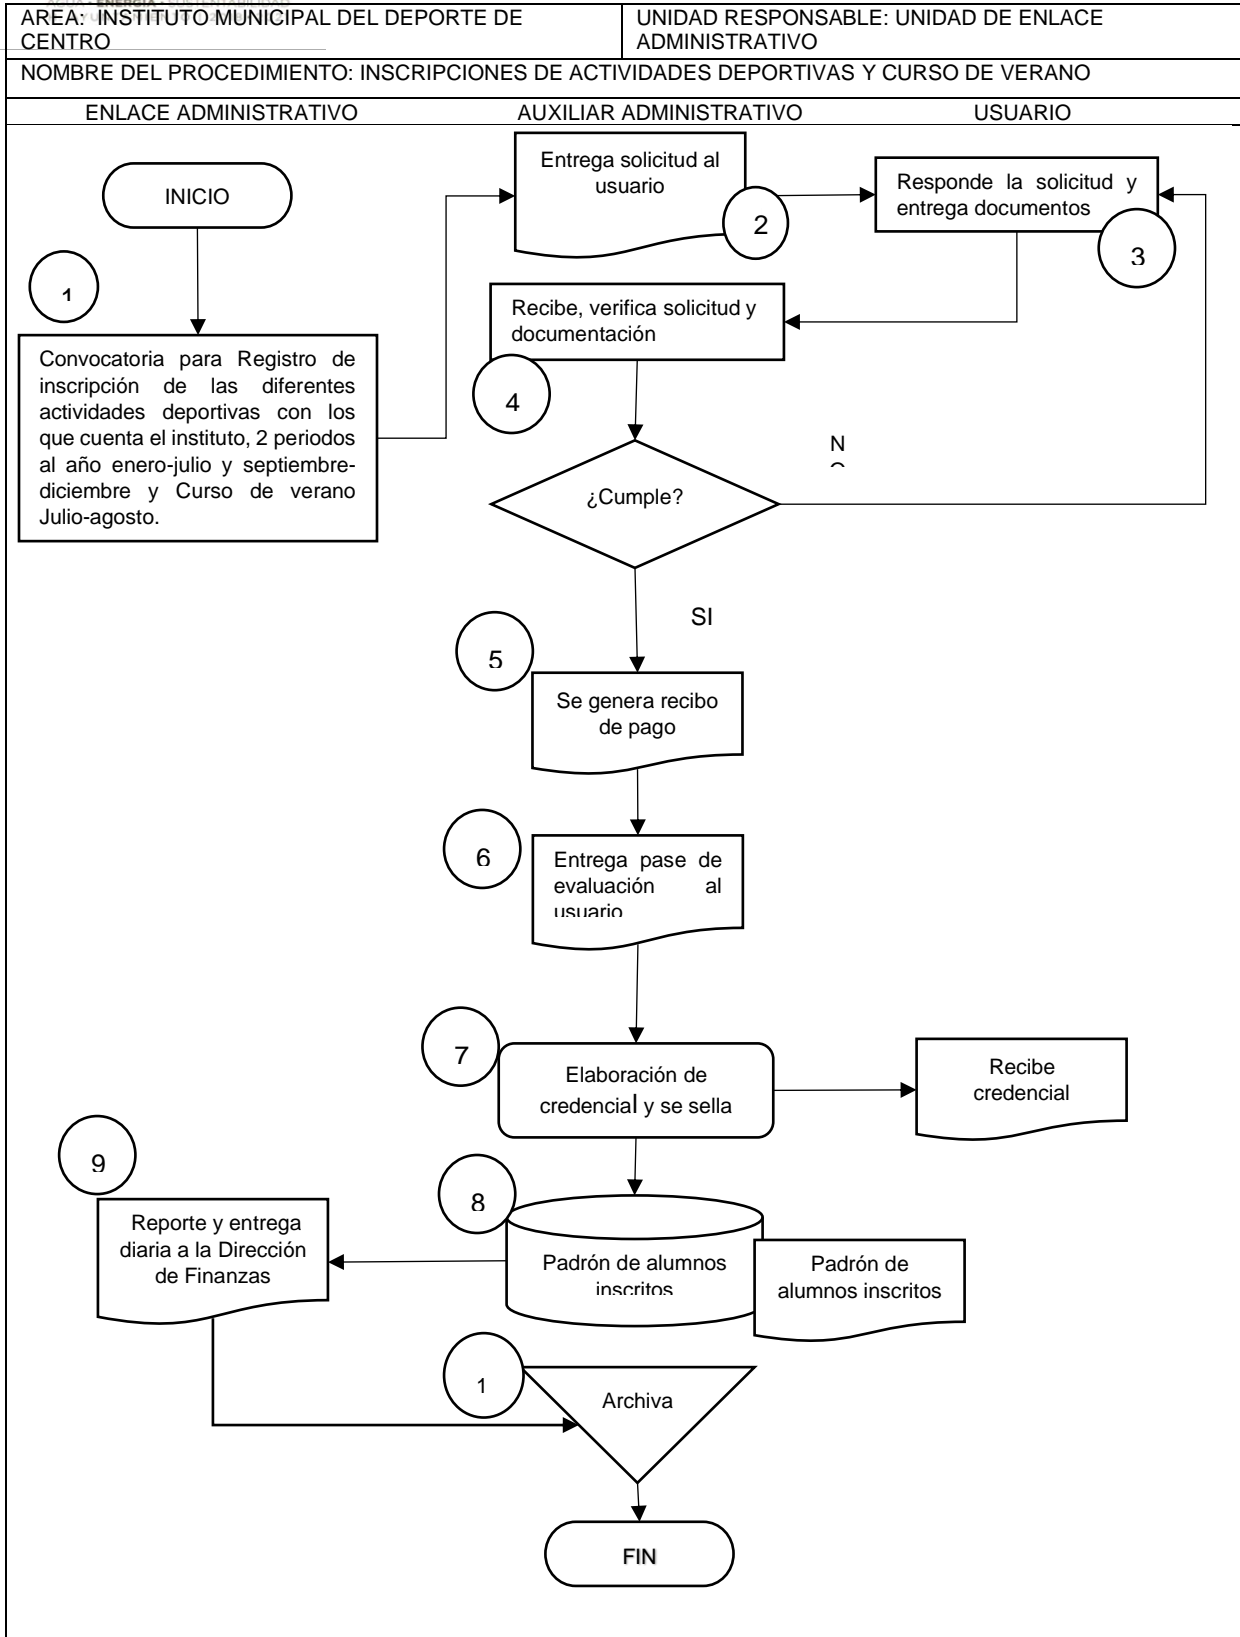 AREA: INSTITUTO MUNICIPAL DEL DEPORTE DE
CENTRO
UNIDAD RESPONSABLE: UNIDAD DE ENLACE
ADMINISTRATIVO
NOMBRE DEL PROCEDIMIENTO: INSCRIPCIONES DE ACTIVIDADES DEPORTIVAS Y CURSO DE VERANO
ENLACE ADMINISTRATIVO
AUXILIAR ADMINISTRATIVO
USUARIO
INICIO
1
Convocatoria para Registro de
inscripción de las diferentes
actividades deportivas con los
que cuenta el instituto, 2 periodos
al año enero-julio y septiembre-
diciembre y Curso de verano
Julio-agosto.
Entrega solicitud al
usuario
2
Responde la solicitud y
entrega documentos
3
Recibe, verifica solicitud y
documentación
4
¿Cumple?
N
O
SI
5
Se genera recibo
de pago
6
Entrega pase de
evaluación al
usuario
7
Elaboración de
credencial y se sella
Recibe
credencial
8
Padrón de alumnos
inscritos
Padrón de
alumnos inscritos
9
Reporte y entrega
diaria a la Dirección
de Finanzas
1
Archiva
FIN